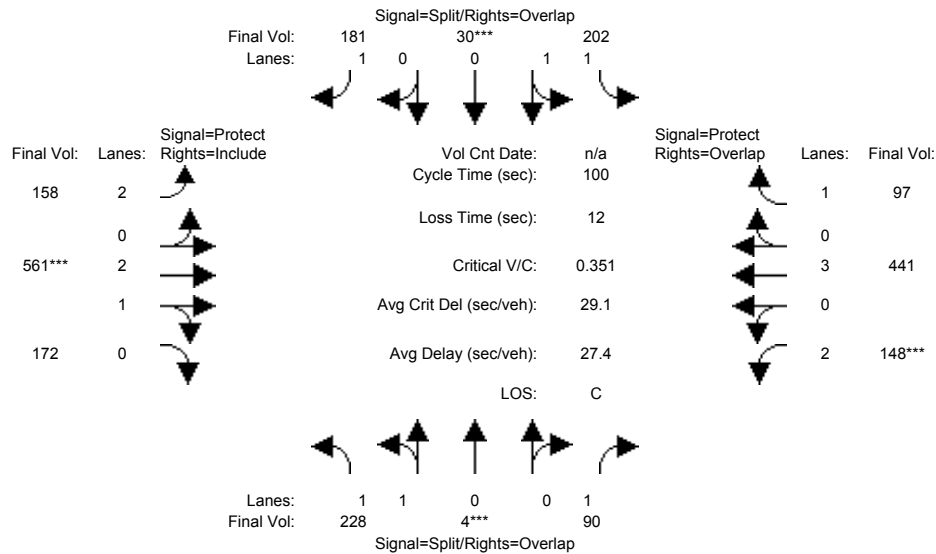 Signal=Split/Rights=Overlap
Final Vol: 181 30*** 202
Lanes: 1 0 0 1 1
Signal=Protect Signal=Protect
Final Vol: Lanes: Rights=Include Vol Cnt Date: n/a Rights=Overlap Lanes: Final Vol:
Cycle Time (sec): 100
158 2 1 97
Loss Time (sec): 12
0 0
561*** 2 Critical V/C: 0.351 3 441
1 Avg Crit Del (sec/veh): 29.1 0
172 0 Avg Delay (sec/veh): 27.4 2 148***
LOS: C
Lanes: 1 1 0 0 1
Final Vol: 228 4*** 90
Signal=Split/Rights=Overlap